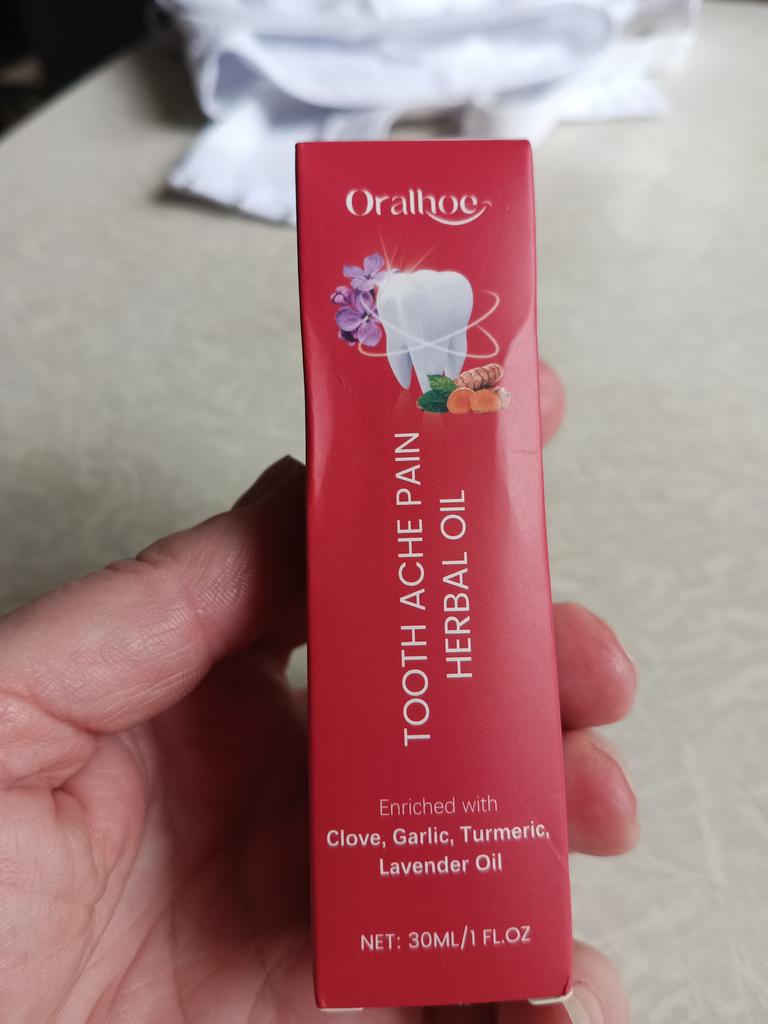 Oralhoe
TOOTH ACHE PAIN
HERBAL OIL
Enriched with
Clove, Garlic, Turmeric,
Lavender Oil
NET: 30ML/1 FL.OZ